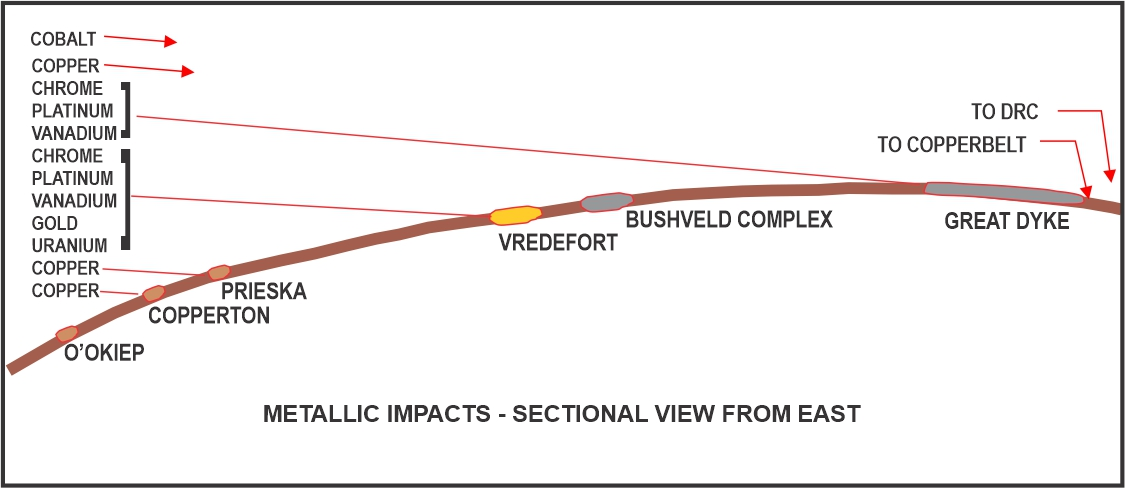 COBALT
COPPER
CHROME
PLATINUM
VANADIUM
CHROME
PLATINUM
VANADIUM
GOLD
URANIUM
COPPER
COPPER
TO DRC
TO COPPERBELT
BUSHVELD COMPLEX
GREAT DYKE
VREDEFORT
PRIESKA
COPPERTON
O'OKIEP
METALLIC IMPACTS - SECTIONAL VIEW FROM EAST